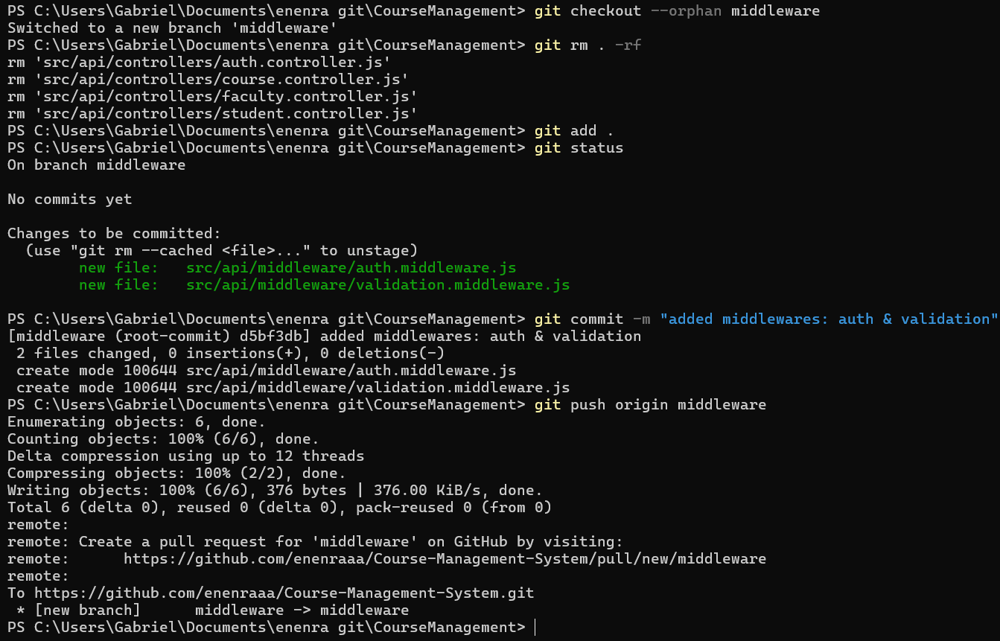 PS C:\Users\Gabriel\Documents\enenra git\CourseManagement> git checkout --orphan middleware
Switched to a new branch 'middleware'
PS C:\Users\Gabriel\Documents\enenra git\CourseManagement> git rm . -rf
rm 'src/api/controllers/auth.controller.js'
rm 'src/api/controllers/course.controller.js'
rm 'src/api/controllers/faculty.controller.js'
rm 'src/api/controllers/student.controller.js'
PS C:\Users\Gabriel\Documents\enenra git\CourseManagement> git add .
PS C:\Users\Gabriel\Documents\enenra git\CourseManagement> git status
On branch middleware

No commits yet

Changes to be committed:
  (use "git rm --cached <file>..." to unstage)
        new file:   src/api/middleware/auth.middleware.js
        new file:   src/api/middleware/validation.middleware.js

PS C:\Users\Gabriel\Documents\enenra git\CourseManagement> git commit -m "added middlewares: auth & validation"
[middleware (root-commit) d5bf3db] added middlewares: auth & validation
 2 files changed, 0 insertions(+), 0 deletions(-)
 create mode 100644 src/api/middleware/auth.middleware.js
 create mode 100644 src/api/middleware/validation.middleware.js
PS C:\Users\Gabriel\Documents\enenra git\CourseManagement> git push origin middleware
Enumerating objects: 6, done.
Counting objects: 100% (6/6), done.
Delta compression using up to 12 threads
Compressing objects: 100% (2/2), done.
Writing objects: 100% (6/6), 376 bytes | 376.00 KiB/s, done.
Total 6 (delta 0), reused 0 (delta 0), pack-reused 0 (from 0)
remote:
remote: Create a pull request for 'middleware' on GitHub by visiting:
remote:      https://github.com/enenraaa/Course-Management-System/pull/new/middleware
remote:
To https://github.com/enenraaa/Course-Management-System.git
 * [new branch]      middleware -> middleware
PS C:\Users\Gabriel\Documents\enenra git\CourseManagement>